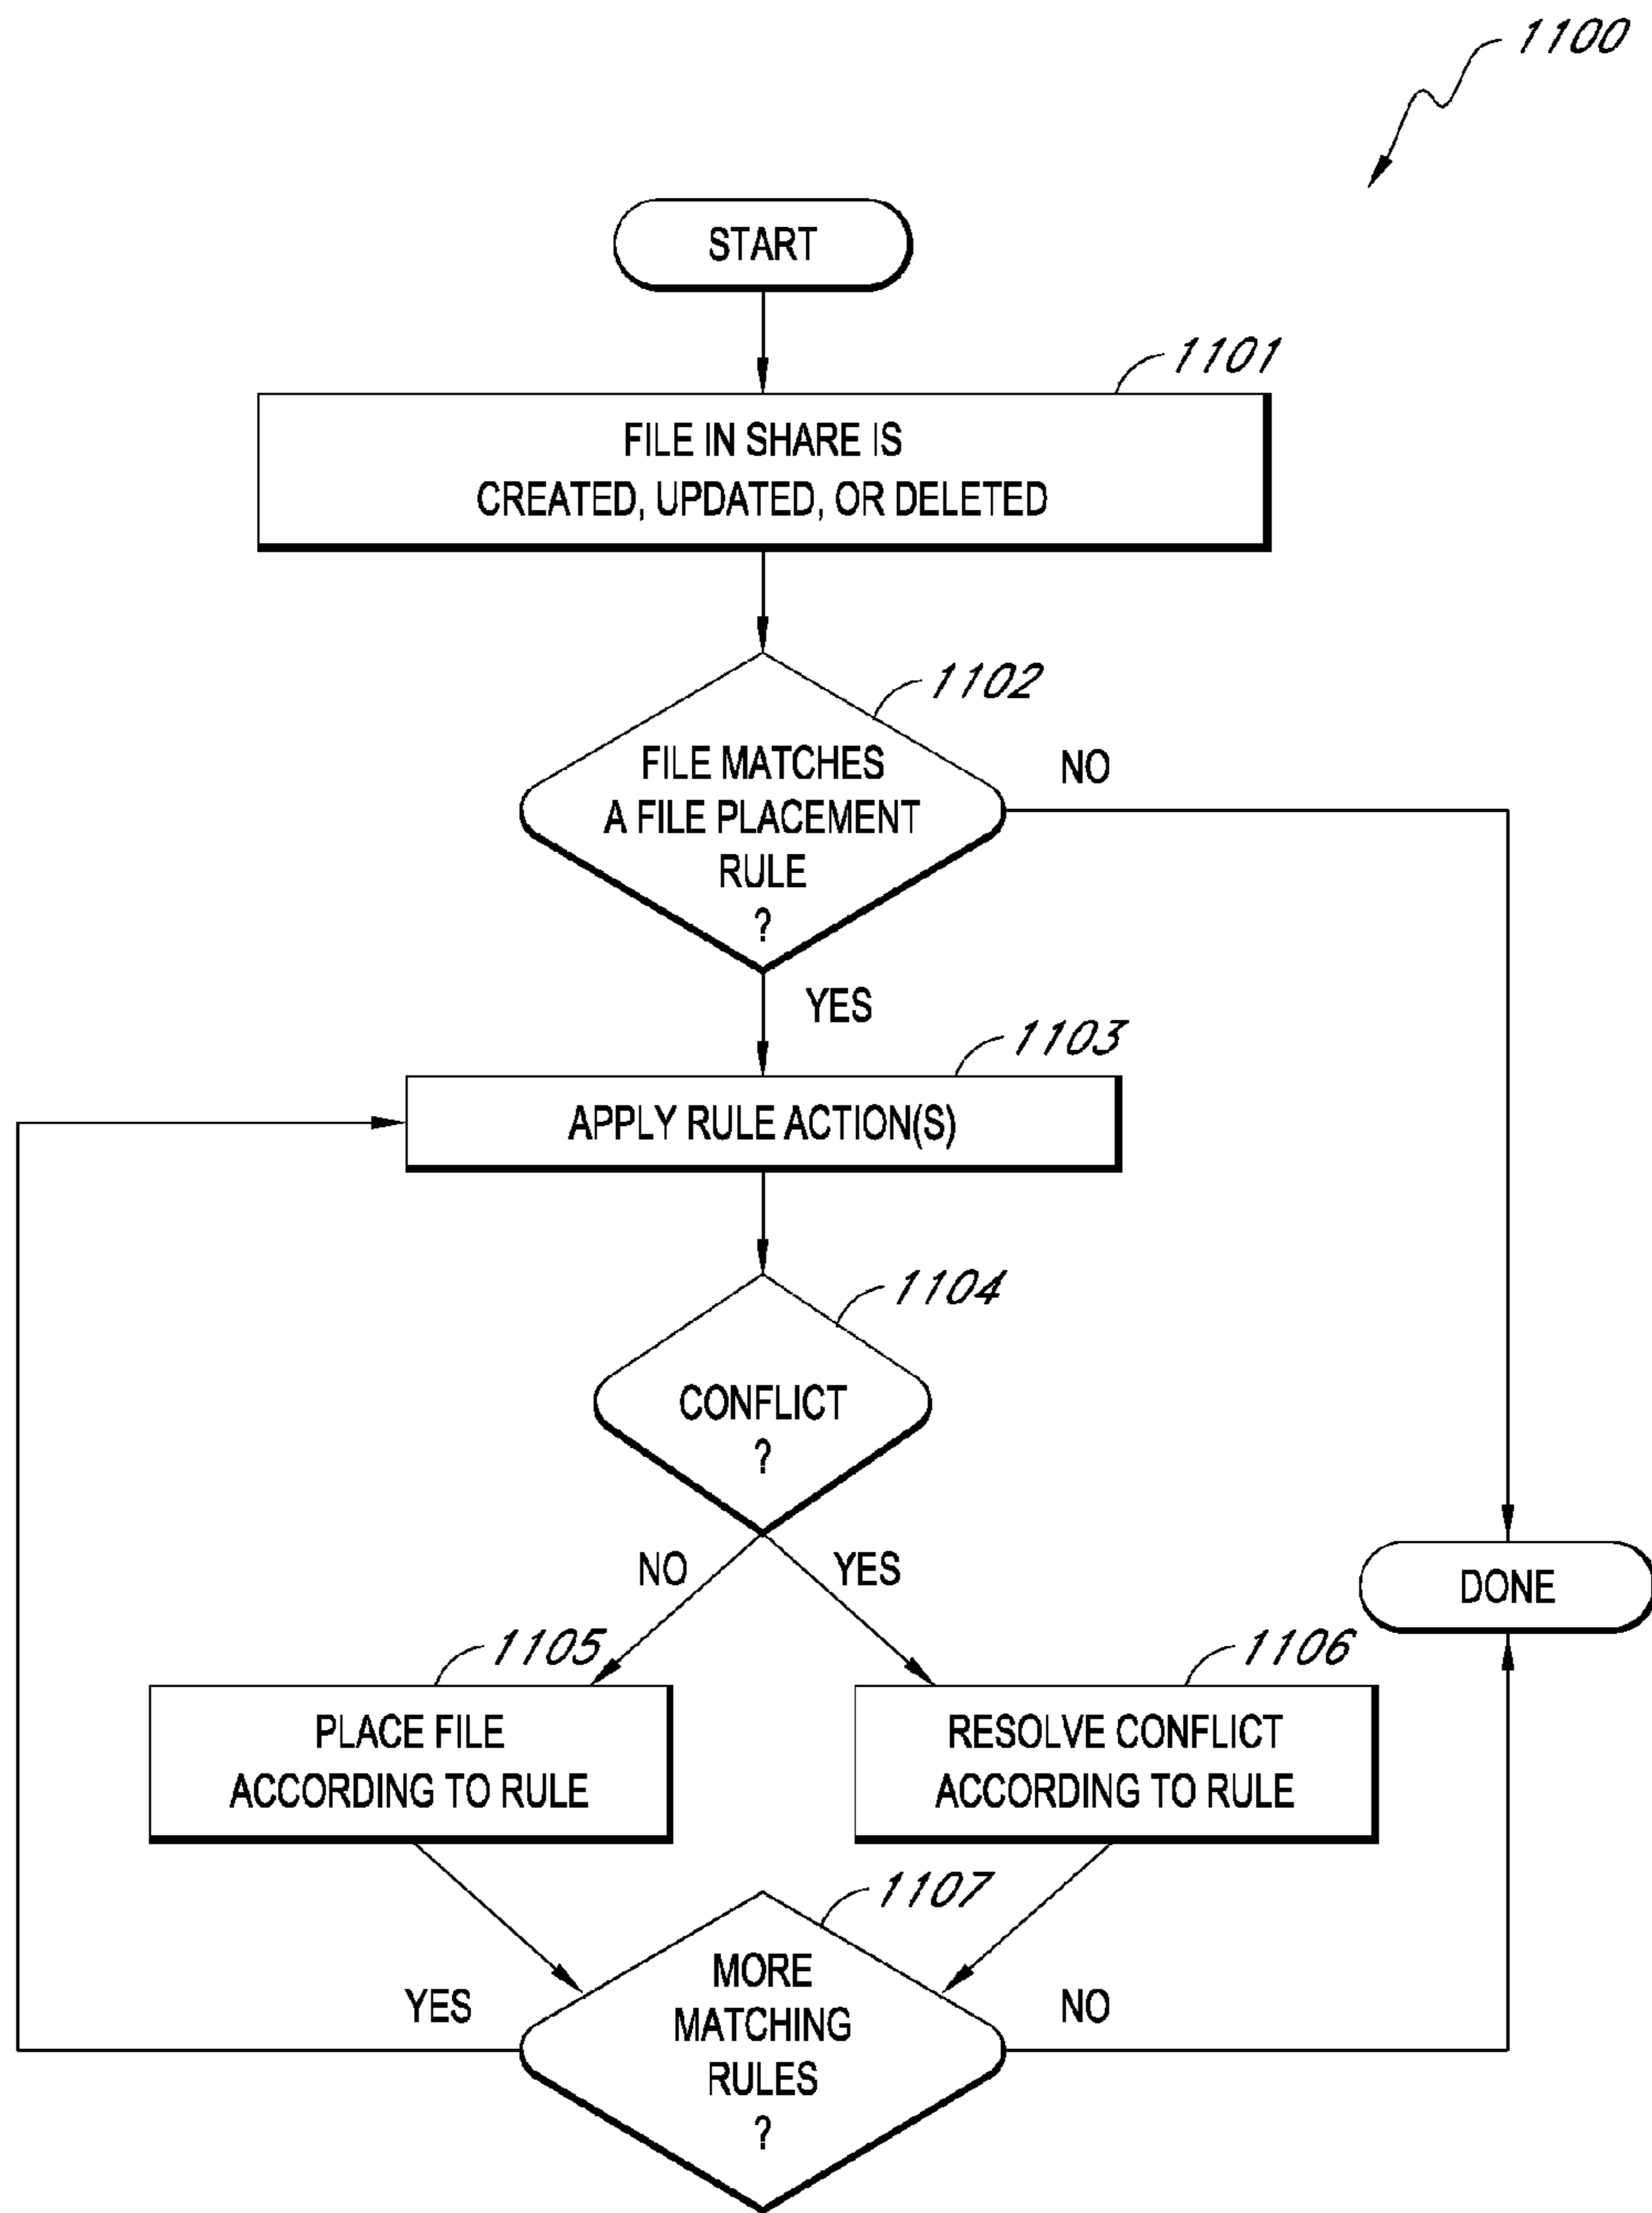 1100
START
1101
FILE IN SHARE IS
CREATED, UPDATED, OR DELETED
1102
FILE MATCHES
A FILE PLACEMENT
RULE
?
NO
YES
1103
APPLY RULE ACTION(S)
1104
CONFLICT
?
NO
YES
DONE
1105
PLACE FILE
ACCORDING TO RULE
1106
RESOLVE CONFLICT
ACCORDING TO RULE
1107
MORE
MATCHING
RULES
?
YES
NO